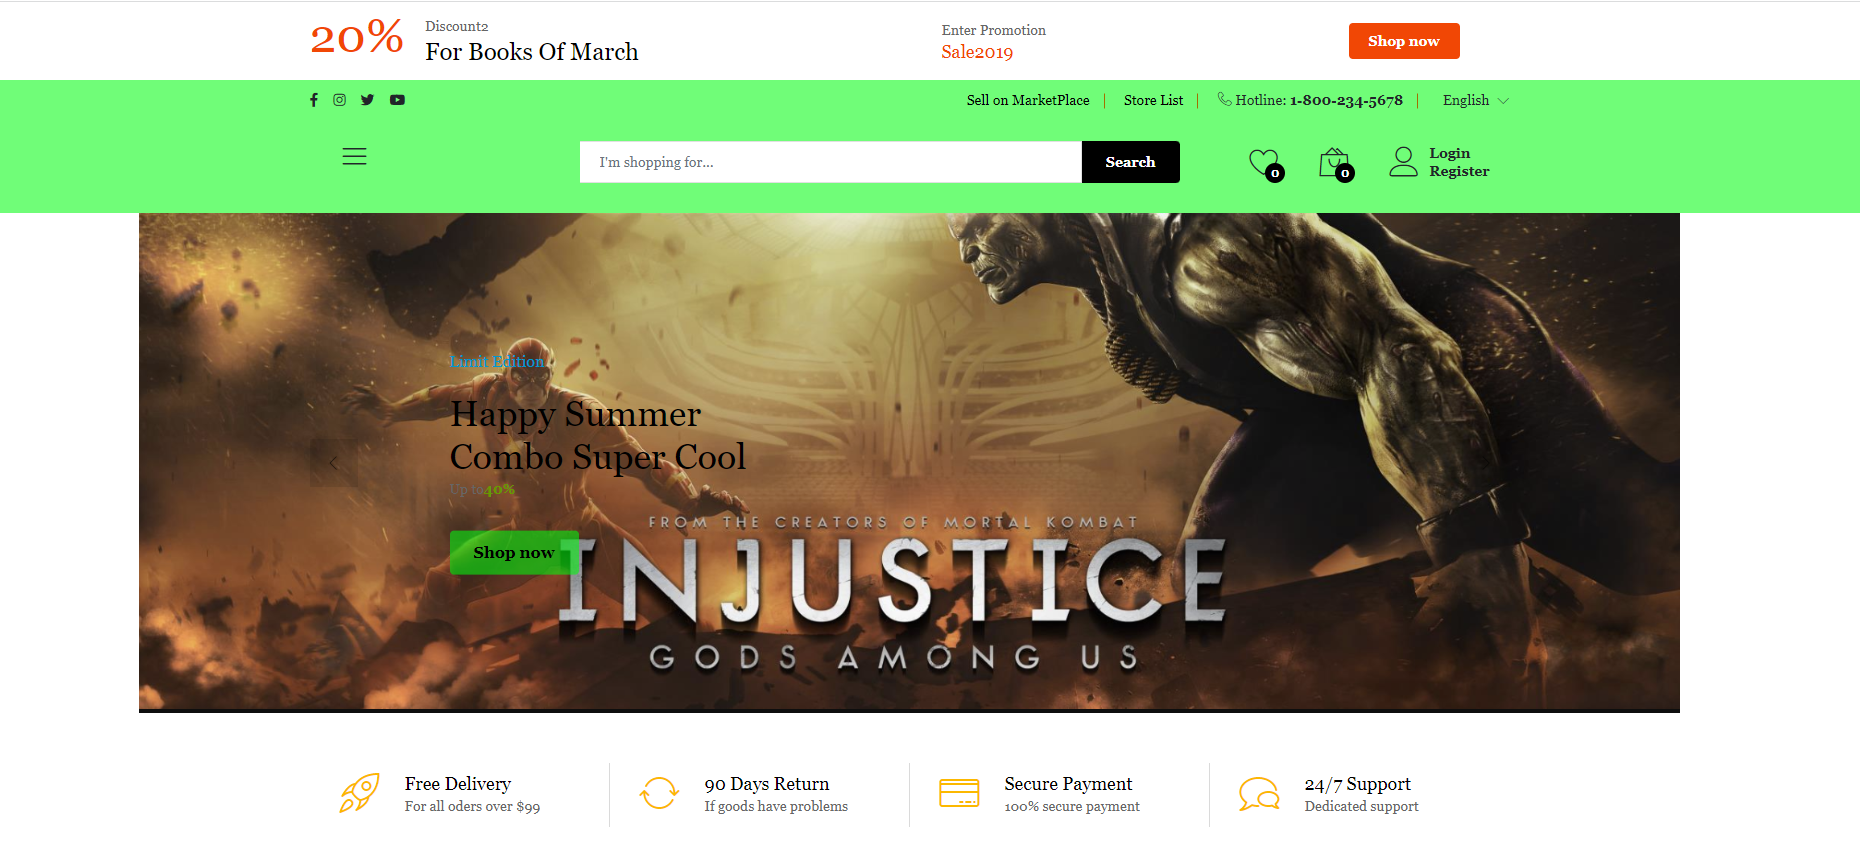 20%
Discount2
For Books Of March
Enter Promotion
Sale2019
Shop now
Sell on MarketPlace
Store List
Hotline: 1-800-234-5678
English
I'm shopping for...
Search
0
0
Login
Register
Limit Edition
Happy Summer
Combo Super Cool
Up to40%
Shop now
FROM THE CREATORS OF MORTAL KOMBAT
INJUSTICE
GODS AMONG US
Free Delivery
For all oders over $99
90 Days Return
If goods have problems
Secure Payment
100% secure payment
24/7 Support
Dedicated support